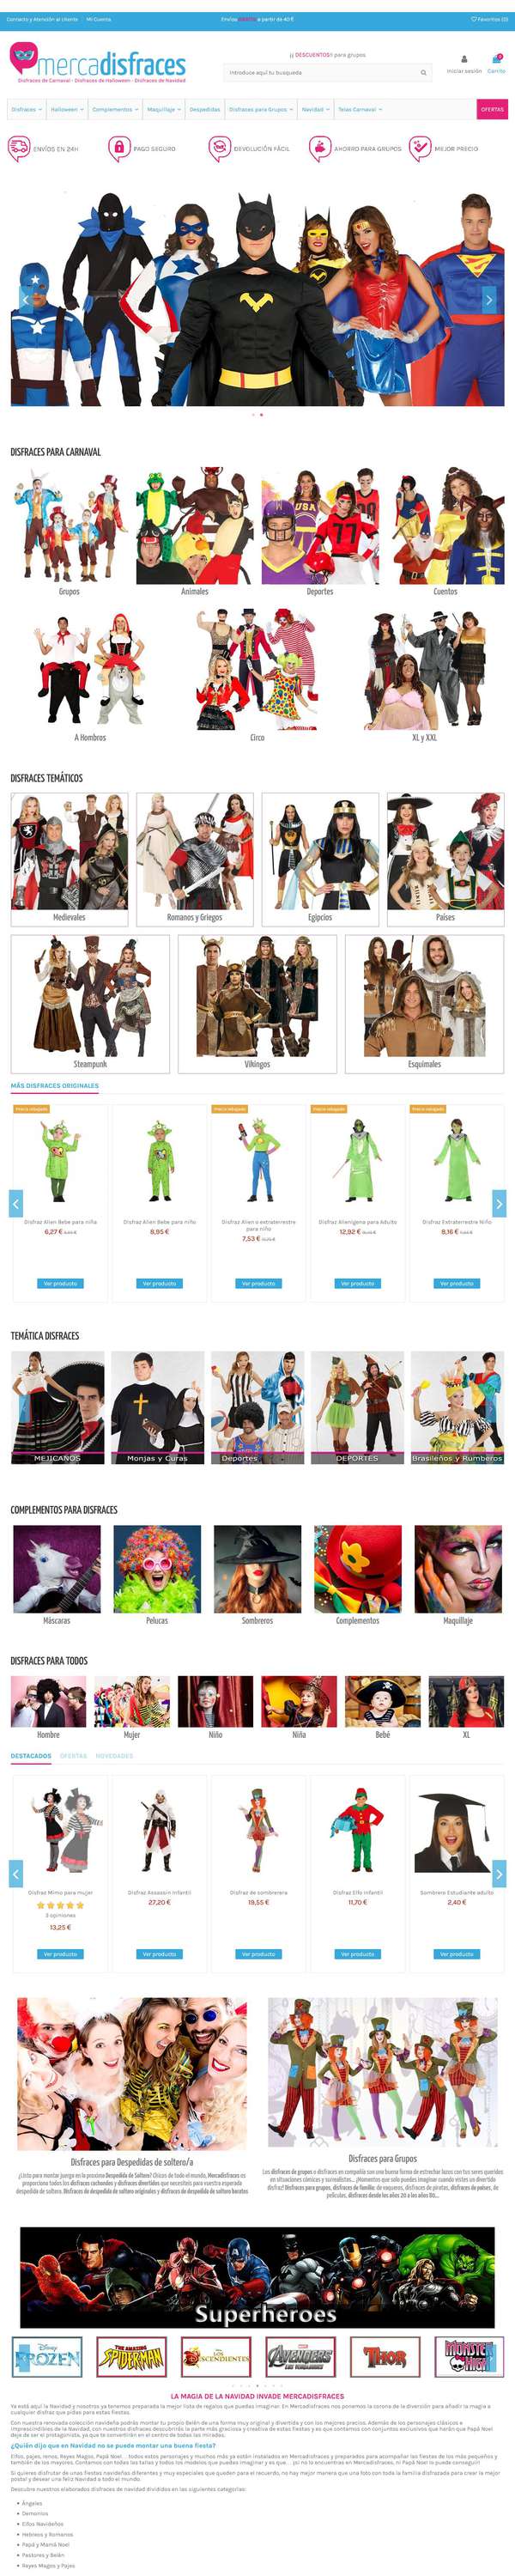 Contacto y Atención al cliente Mi Cuenta
Envíos GRATIS a partir de 40 €
Favoritos (0)
mercadisfraces
Disfraces de Carnaval - Disfraces de Halloween - Disfraces de Navidad
¡¡ DESCUENTOS!! para grupos
Introduce aquí tu busqueda
Iniciar sesión Carrito
Disfraces Halloween Complementos Maquillaje Despedidas Disfraces para Grupos Navidad Telas Carnaval OFERTAS
ENVÍOS EN 24H PAGO SEGURO DEVOLUCIÓN FÁCIL AHORRO PARA GRUPOS MEJOR PRECIO
DISFRACES PARA CARNAVAL
Grupos Animales Deportes Cuentos
A Hombros Circo XL y XXL
DISFRACES TEMÁTICOS
Medievales Romanos y Griegos Egipcios Países
Steampunk Vikingos Esquimales
MÁS DISFRACES ORIGINALES
Precio rebajado Precio rebajado Precio rebajado Precio rebajado
Disfraz Alien Bebe para niña Disfraz Alien Bebe para niño Disfraz Alien o extraterrestre para niño Disfraz Alienígena para Adulto Disfraz Extraterrestre Niño
6,27 € 8,95 € 7,53 € 12,92 € 8,16 €
Ver producto Ver producto Ver producto Ver producto Ver producto
TEMÁTICA DISFRACES
MEJICANOS Monjas y Curas Deportes DEPORTES Brasileños y Rumberos
COMPLEMENTOS PARA DISFRACES
Máscaras Pelucas Sombreros Complementos Maquillaje
DISFRACES PARA TODOS
Hombre Mujer Niño Niña Bebé XL
DESTACADOS OFERTAS NOVEDADES
Disfraz Mimo para mujer Disfraz Assassin Infantil Disfraz de sombrerera Disfraz Elfo Infantil Sombrero Estudiante adulto
3 opiniones
13,25 € 27,20 € 19,55 € 11,70 € 2,40 €
Ver producto Ver producto Ver producto Ver producto Ver producto
Disfraces para Despedidas de soltero/a
¿Lista para montar juerga en la proxima Despedida de Soltero? Chicos de todo el mundo, Mercadisfraces os
proporciona todos los disfraces cachondos y disfraces divertidos que necesiteis para vuestra esperada
despedida de soltero. Disfraces de despedida de soltero originales y disfraces de despedida de soltero baratos
Disfraces para Grupos
Los disfraces de grupos o disfraces en compañía son una buena forma de estrechar lazos con tus seres queridos
en situaciones cómicas y surrealistas... ¡Momentos que solo puedes imaginar cuando vistes un divertido
disfraz! Disfraces para grupos, disfraces de familia: de vaqueros, disfraces de piratas, disfraces de países, de
películas, disfraces desde los años 20 a los años 80...
Superheroes
Disney FROZEN THE AMAZING SPIDERMAN LOS DESCENDIENTES AVENGERS LOS VENGADORES THOR MONSTER HIGH
LA MAGIA DE LA NAVIDAD INVADE MERCADISFRACES
Ya está aquí la Navidad y nosotros ya tenemos preparada la mejor lista de regalos que puedas imaginar. En Mercadisfraces nos ponemos la corona de la diversión para añadir la magia a
cualquier disfraz que pidas para estas fiestas.
Con nuestra renovada colección navideña podrás montar tu propio Belén de una forma muy original y divertida y con los mejores precios. Además de los personajes clásicos e
imprescindibles de la Navidad, con nuestros disfraces descubrirás la parte más graciosa y creativa de estas fiestas y es que contamos con conjuntos exclusivos que harán que Papá Noel
deje de ser el protagonista, ya que te convertirán en el centro de todas las miradas.
¿Quién dijo que en Navidad no se puede montar una buena fiesta?
Elfos, pajes, renos, Reyes Magos, Papá Noel ... todos estos personajes y muchos más ya están instalados en Mercadisfraces y preparados para acompañar las fiestas de los más pequeños y
también de los mayores. Contamos con todas las tallas y todos los modelos que puedas imaginar y es que ... ¡si no lo encuentras en Mercadisfraces, ni Papá Noel lo puede conseguir!
Si quieres disfrutar de unas fiestas navideñas diferentes y muy especiales que queden para el recuerdo, no hay mejor manera que una foto con toda la familia disfrazada para crear la mejor
postal y desear una feliz Navidad a todo el mundo.
Descubre nuestros elaborados disfraces de navidad divididos en las siguientes categorías:
Ángeles
Demonios
Elfos Navideños
Hebreos y Romanos
Papá y Mamá Noel
Pastores y Belén
Reyes Magos y Pajes